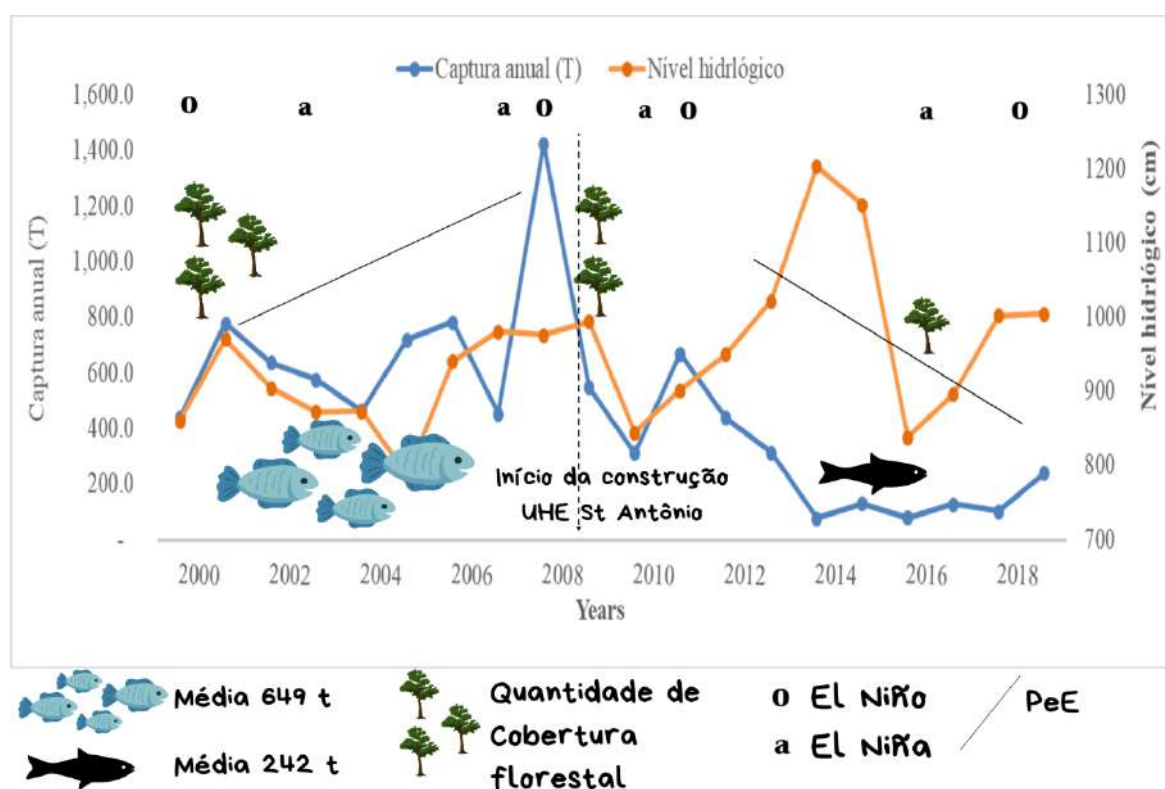 Captura anual (T) Nível hidrlógico
o a a o a o a o
1,600.0
1,400.0
1,200.0
1,000.0
800.0
600.0
400.0
200.0
-
Captura anual (T)
1300
1200
1100
1000
900
800
700
Nível hidrlógico (cm)
Início da construção
UHE St Antônio
2000 2002 2004 2006 2008 2010 2012 2014 2016 2018
Years
Média 649 t
Média 242 t
Quantidade de
Cobertura
florestal
o El Niño
a El Niña
PeE